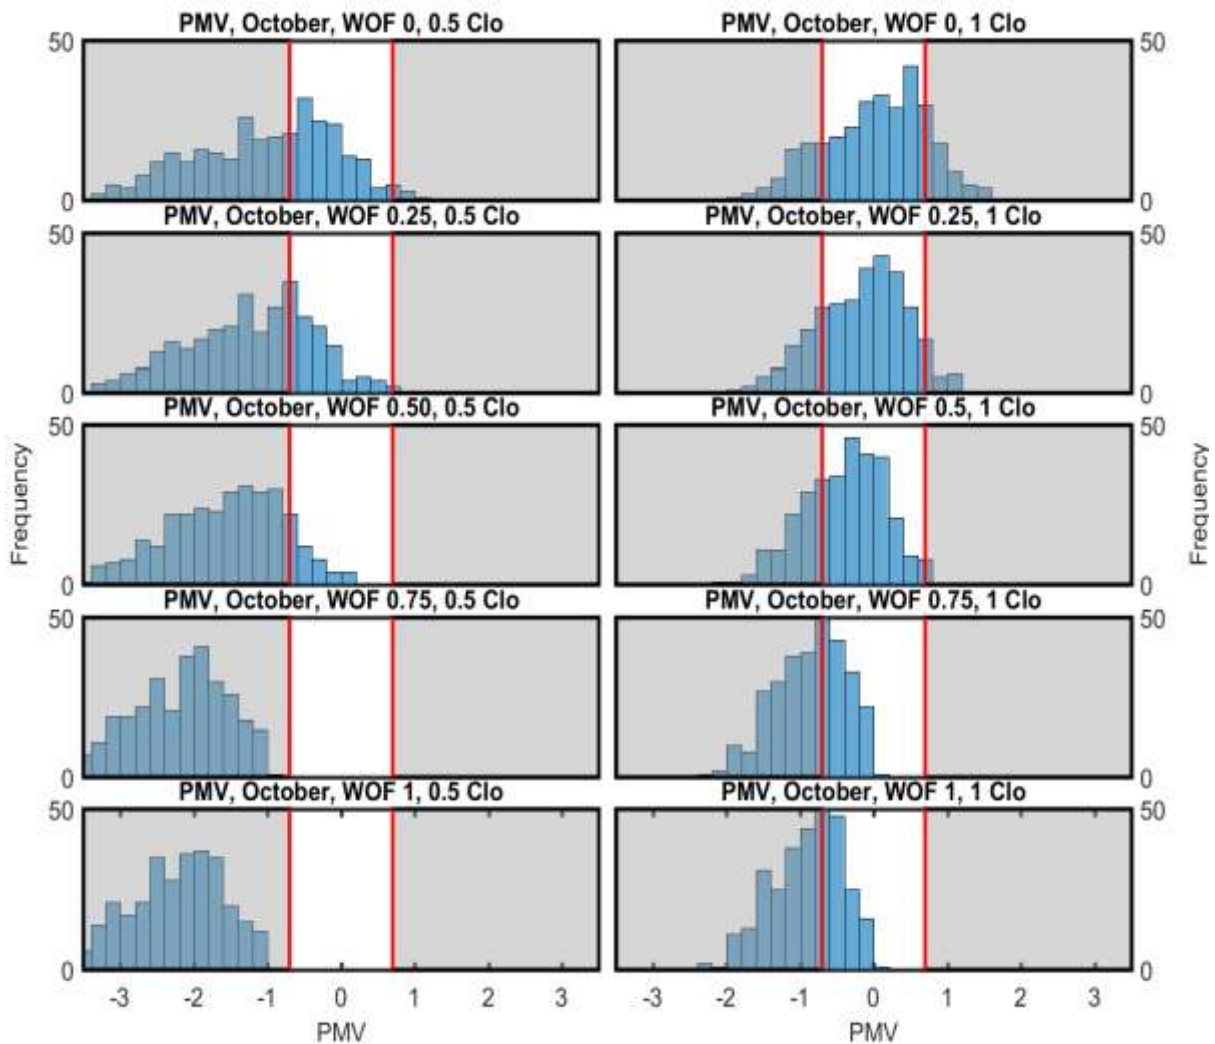 PMV, October, WOF 0, 0.5 Clo
PMV, October, WOF 0, 1 Clo
50
50
0
0
PMV, October, WOF 0.25, 0.5 Clo
PMV, October, WOF 0.25, 1 Clo
50
50
0
0
PMV, October, WOF 0.50, 0.5 Clo
PMV, October, WOF 0.5, 1 Clo
50
50
Frequency
Frequency
0
0
PMV, October, WOF 0.75, 0.5 Clo
PMV, October, WOF 0.75, 1 Clo
50
50
0
0
PMV, October, WOF 1, 0.5 Clo
PMV, October, WOF 1, 1 Clo
50
50
0
0
-3 -2 -1 0 1 2 3
-3 -2 -1 0 1 2 3
PMV
PMV